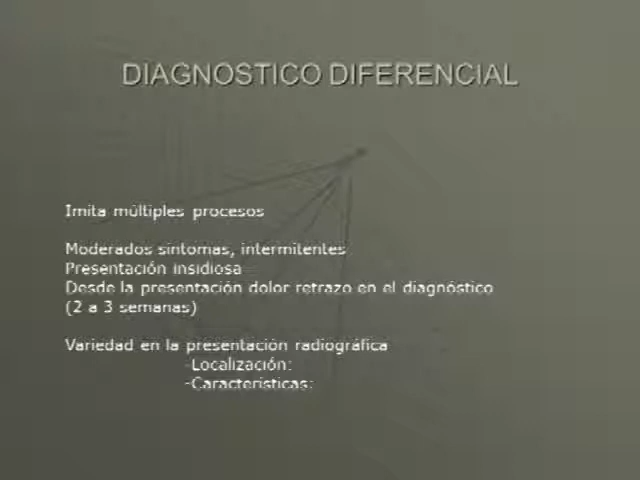 DIAGNOSTICO DIFERENCIAL
Imita múltiples procesos
Moderados sintomas, intermitentes
Presentación insidiosa
Desde la presentación dolor retrazo en el diagnóstico
(2 a 3 semanas)
Variedad en la presentación radiográfica
-Localización:
-Características: